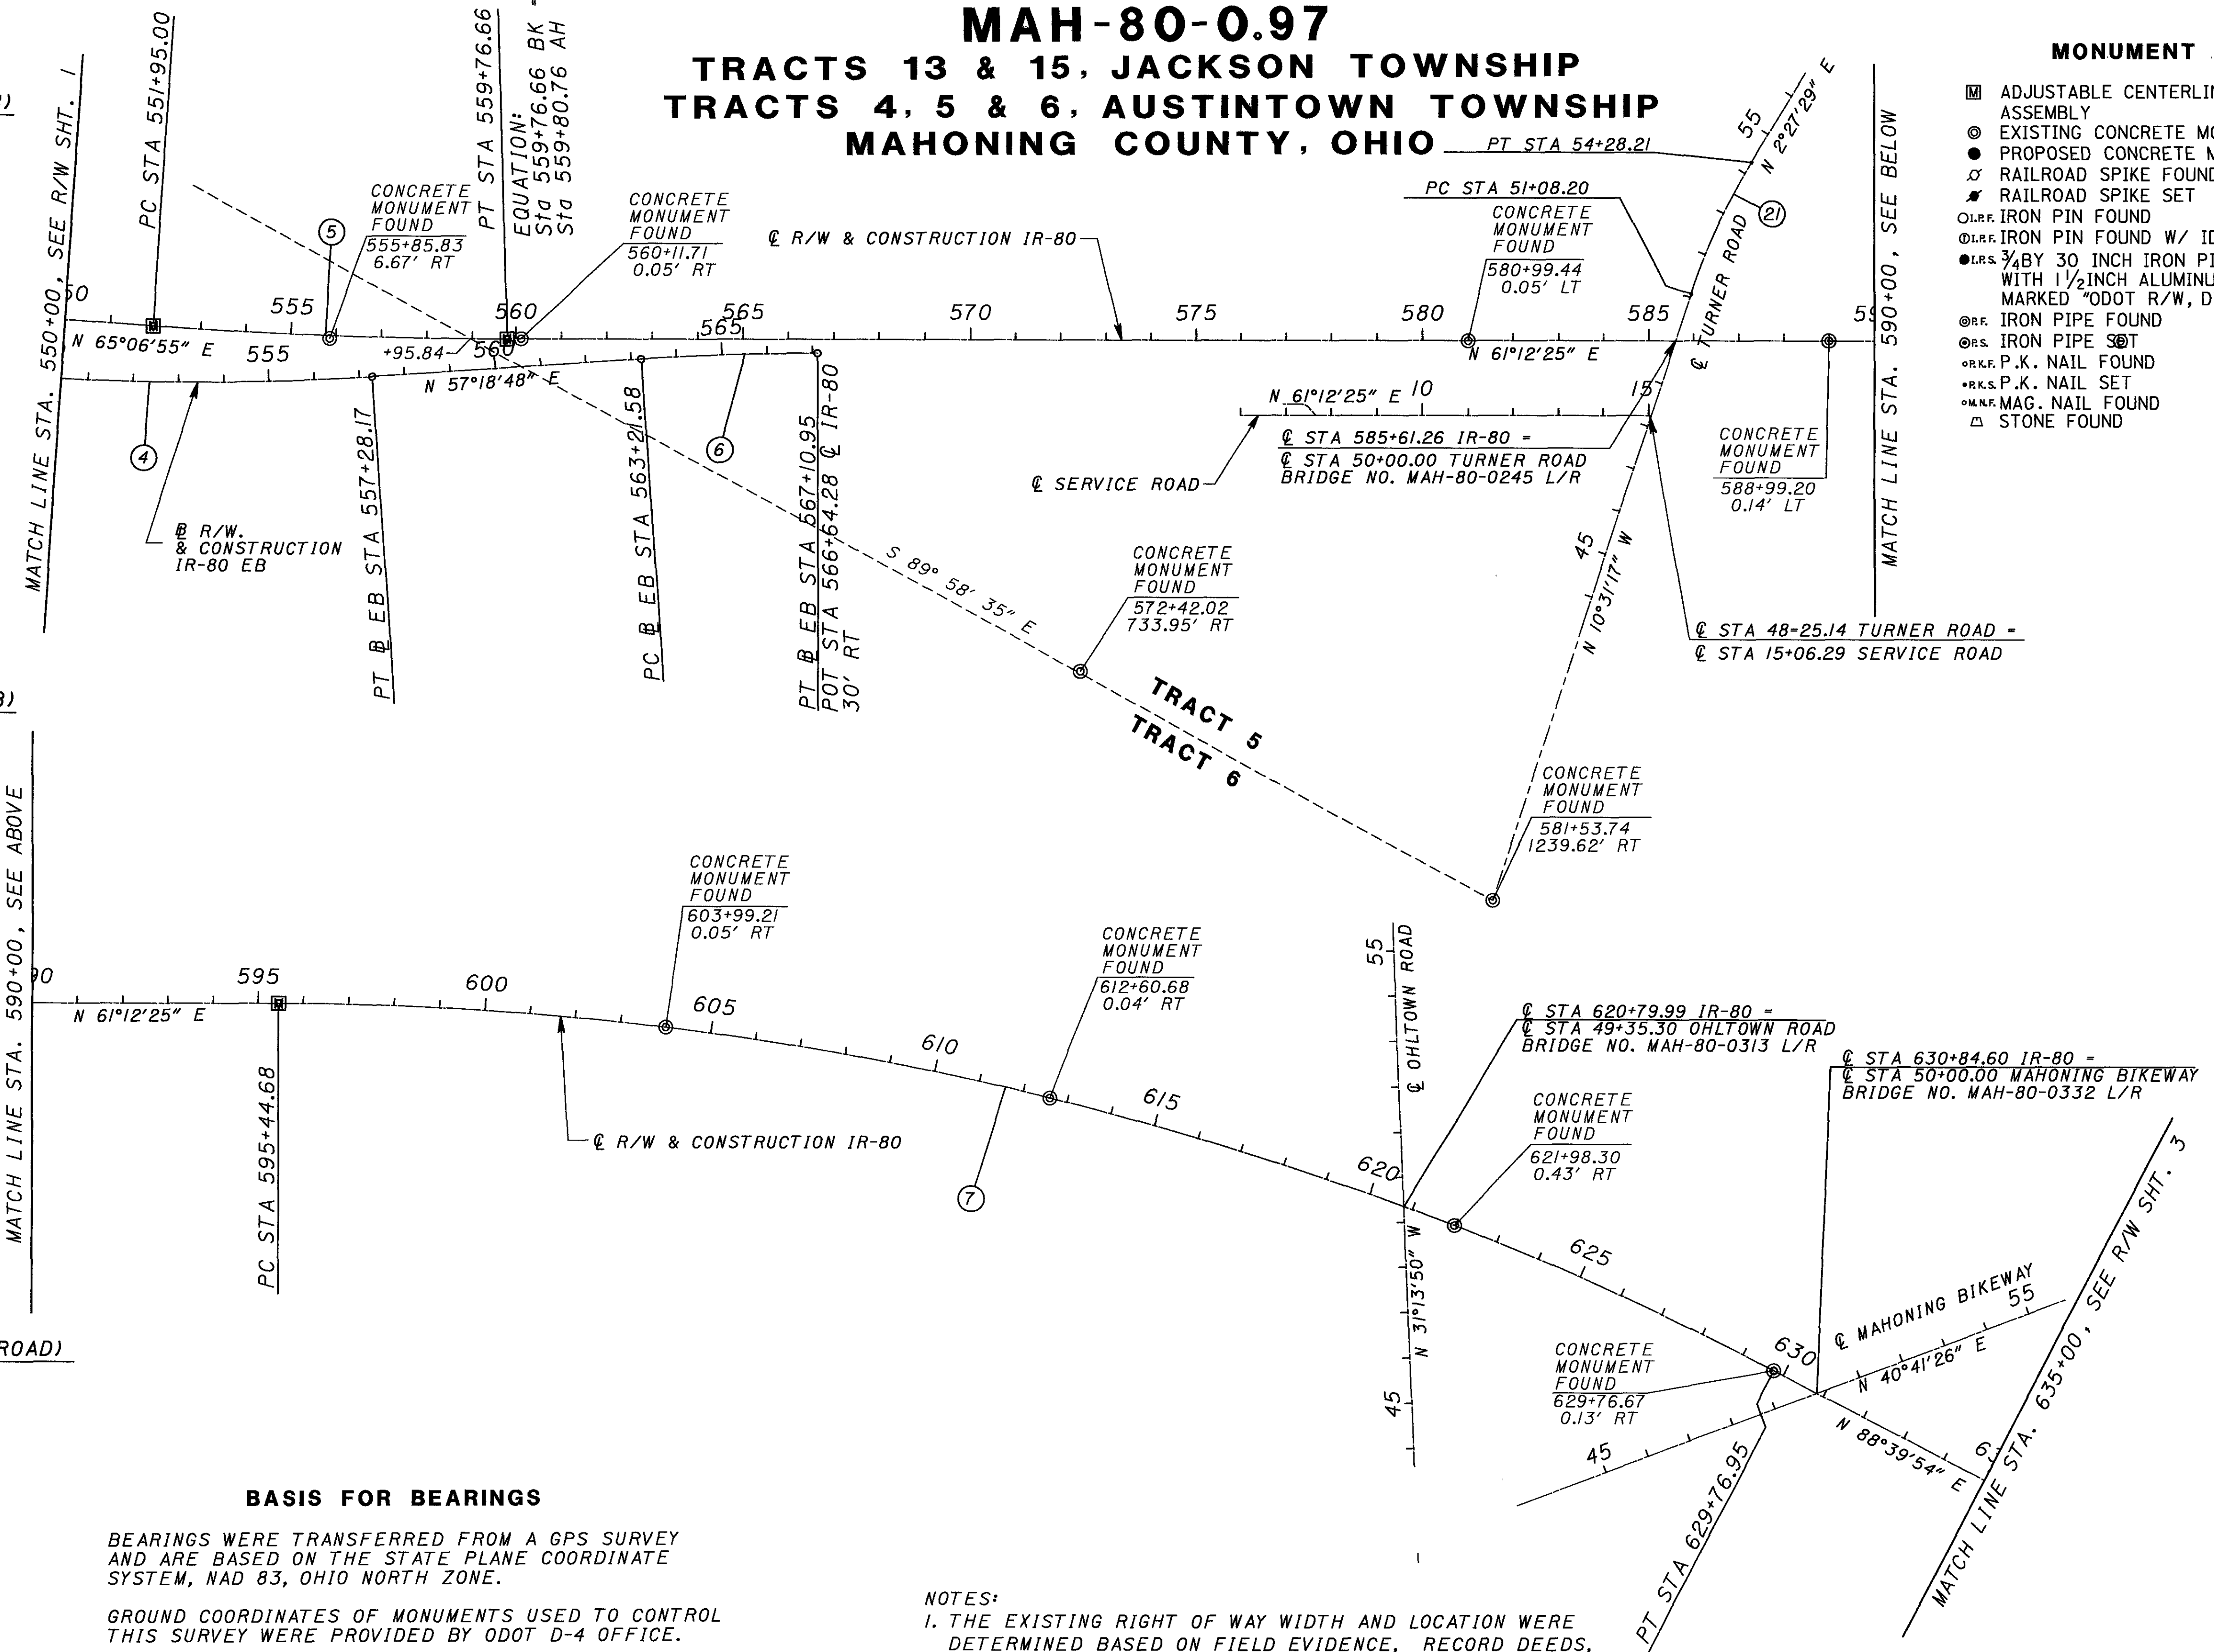 MAH-80-0.97
TRACTS 13 & 15, JACKSON TOWNSHIP
TRACTS 4, 5 & 6, AUSTINTOWN TOWNSHIP
MAHONING COUNTY, OHIO
MONUMENT
ASSEMBLY
RAILROAD SPIKE SET
O I.P.F. IRON PIN FOUND
I.P.F. IRON PIN FOUND W/
I.P.S. 3/4 BY 30 INCH IRON
WITH 1 1/2 INCH
MARKED "ODOT R/W,
P.F. IRON PIPE FOUND
P.S. IRON PIPE
P.K.F. P.K. NAIL FOUND
P.K.S. P.K. NAIL SET
M.N.F. MAG. NAIL FOUND
STONE FOUND
MATCH LINE STA. 550+00, SEE R/W SHT. 1
PC STA 551+95.00
PT STA 559+76.66
EQUATION:
Sta 559+76.66 BK =
Sta 559+80.76 AH
CONCRETE
MONUMENT
FOUND
555+85.83
6.67' RT
5
CONCRETE
MONUMENT
FOUND
560+11.71
0.05' RT
℄ R/W & CONSTRUCTION IR-80
PT STA 54+28.21
PC STA 51+08.20
CONCRETE
MONUMENT
FOUND
580+99.44
0.05' LT
55
N 2°27'29" E
21
℄ TURNER ROAD
MATCH LINE STA. 590+00, SEE BELOW
50
555
560
565
570
575
580
585
N 65°06'55" E
555
+95.84
560
565
N 57°18'48" E
N 61°12'25" E
N 61°12'25" E
10
15
4
6
℄ SERVICE ROAD
℄ STA 585+61.26 IR-80 =
℄ STA 50+00.00 TURNER ROAD
BRIDGE NO. MAH-80-0245 L/R
CONCRETE
MONUMENT
FOUND
588+99.20
0.14' LT
B R/W.
& CONSTRUCTION
IR-80 EB
PT B EB STA 557+28.17
PC B EB STA 563+21.58
PT B EB STA 567+10.95
POT STA 566+64.28 ℄ IR-80
30' RT
S 89° 58' 35" E
CONCRETE
MONUMENT
FOUND
572+42.02
733.95' RT
45
N 10°31'17" W
℄ STA 48=25.14 TURNER ROAD =
℄ STA 15+06.29 SERVICE ROAD
TRACT 5
TRACT 6
CONCRETE
MONUMENT
FOUND
581+53.74
1239.62' RT
MATCH LINE STA. 590+00, SEE ABOVE
90
595
600
605
610
615
620
625
630
N 61°12'25" E
PC STA 595+44.68
CONCRETE
MONUMENT
FOUND
603+99.21
0.05' RT
CONCRETE
MONUMENT
FOUND
612+60.68
0.04' RT
℄ R/W & CONSTRUCTION IR-80
7
55
℄ OHLTOWN ROAD
N 31°13'50" W
45
℄ STA 620+79.99 IR-80 =
℄ STA 49+35.30 OHLTOWN ROAD
BRIDGE NO. MAH-80-0313 L/R
℄ STA 630+84.60 IR-80 =
℄ STA 50+00.00 MAHONING BIKEWAY
BRIDGE NO. MAH-80-0332 L/R
CONCRETE
MONUMENT
FOUND
621+98.30
0.43' RT
CONCRETE
MONUMENT
FOUND
629+76.67
0.13' RT
℄ MAHONING BIKEWAY
55
N 40°41'26" E
45
N 88°39'54" E
PT STA 629+76.95
MATCH LINE STA. 635+00, SEE R/W SHT. 3
ROAD)
BASIS FOR BEARINGS
BEARINGS WERE TRANSFERRED FROM A GPS SURVEY
AND ARE BASED ON THE STATE PLANE COORDINATE
SYSTEM, NAD 83, OHIO NORTH ZONE.
GROUND COORDINATES OF MONUMENTS USED TO CONTROL
THIS SURVEY WERE PROVIDED BY ODOT D-4 OFFICE.
NOTES:
1. THE EXISTING RIGHT OF WAY WIDTH AND LOCATION WERE
DETERMINED BASED ON FIELD EVIDENCE, RECORD DEEDS,